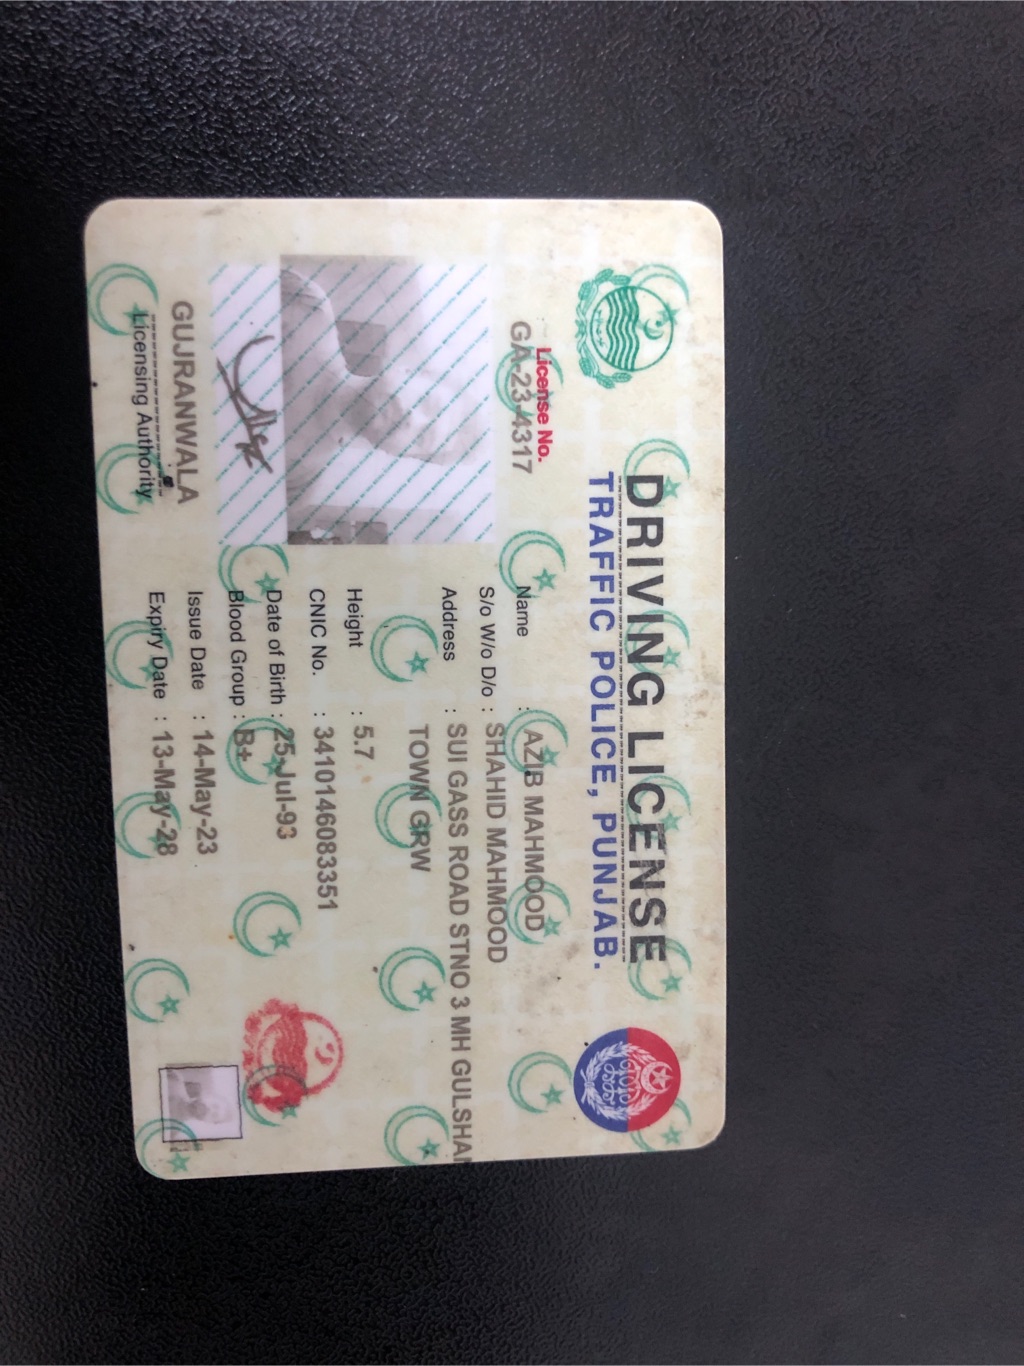 DRIVING LICENSE
TRAFFIC POLICE, PUNJAB.
License No.
GA-23-4317
Name : AZIB MAHMOOD
S/o W/o D/o : SHAHID MAHMOOD
Address : SUI GASS ROAD STNO 3 MH GULSHAN
TOWN GRW
Height : 5.7
CNIC No. : 3410146083351
Date of Birth : 25-Jul-93
Blood Group : B+
Issue Date : 14-May-23
Expiry Date : 13-May-28
GUJRANWALA
Licensing Authority